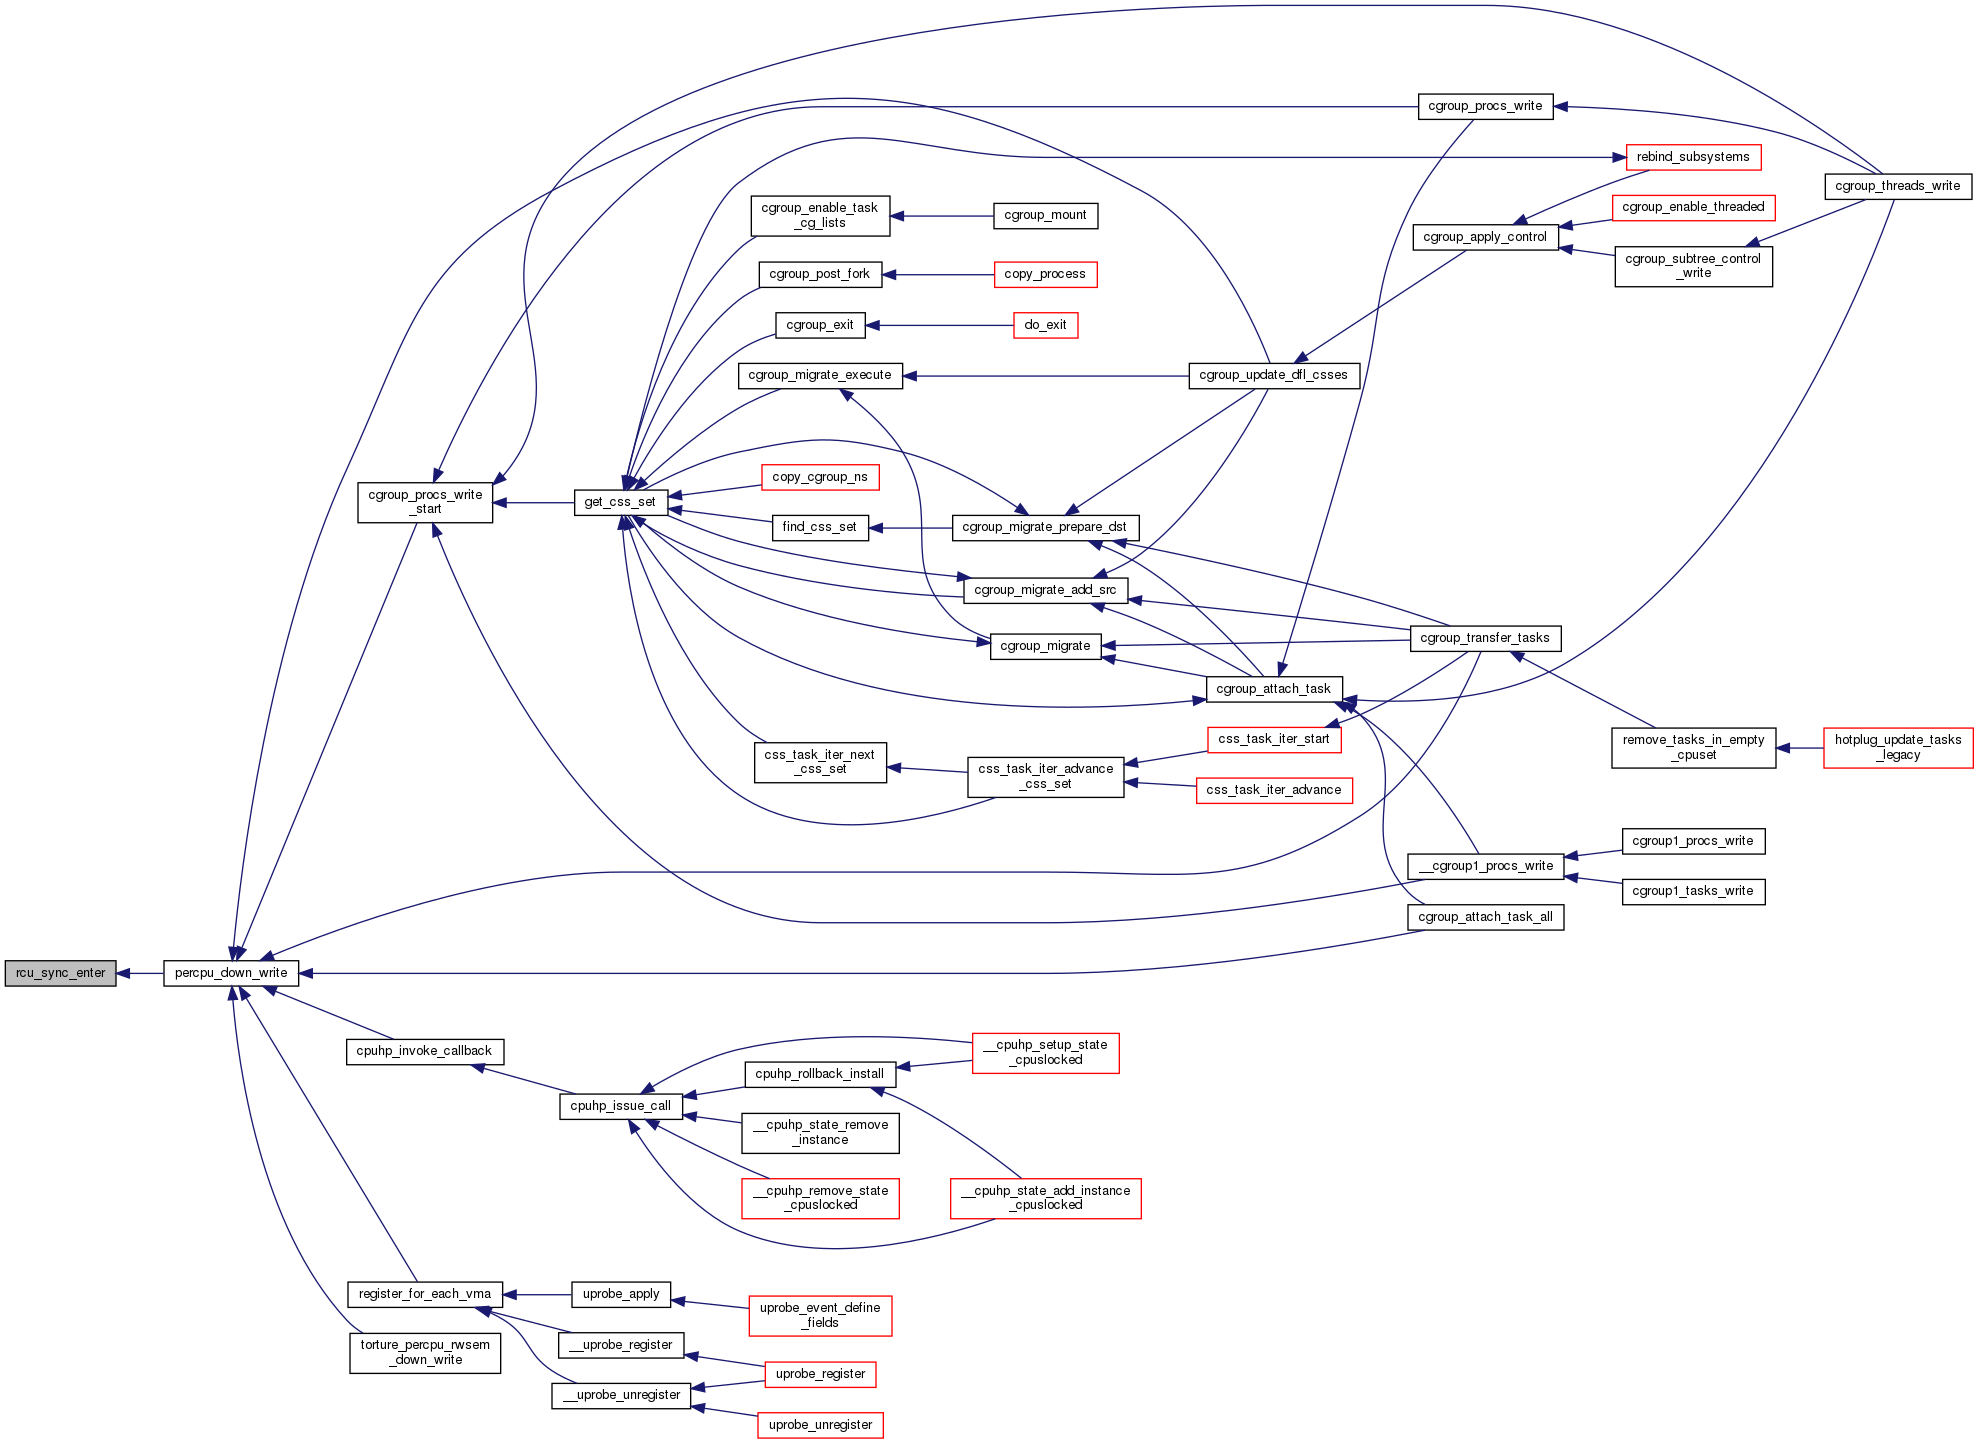 cgroup_procs_write
rebind_subsystems
cgroup_threads_write
cgroup_enable_task
_cg_lists
cgroup_mount
cgroup_enable_threaded
cgroup_apply_control
cgroup_subtree_control
_write
cgroup_post_fork
copy_process
cgroup_exit
do_exit
cgroup_migrate_execute
cgroup_update_dfl_csses
cgroup_procs_write
_start
get_css_set
copy_cgroup_ns
find_css_set
cgroup_migrate_prepare_dst
cgroup_migrate_add_src
cgroup_migrate
cgroup_transfer_tasks
cgroup_attach_task
css_task_iter_next
_css_set
css_task_iter_advance
_css_set
css_task_iter_start
css_task_iter_advance
remove_tasks_in_empty
_cpuset
hotplug_update_tasks
_legacy
cgroup1_procs_write
__cgroup1_procs_write
cgroup1_tasks_write
cgroup_attach_task_all
rcu_sync_enter
percpu_down_write
cpuhp_invoke_callback
cpuhp_issue_call
__cpuhp_setup_state
_cpuslocked
cpuhp_rollback_install
__cpuhp_state_remove
_instance
__cpuhp_remove_state
_cpuslocked
__cpuhp_state_add_instance
_cpuslocked
register_for_each_vma
uprobe_apply
uprobe_event_define
_fields
torture_percpu_rwsem
_down_write
__uprobe_register
uprobe_register
__uprobe_unregister
uprobe_unregister